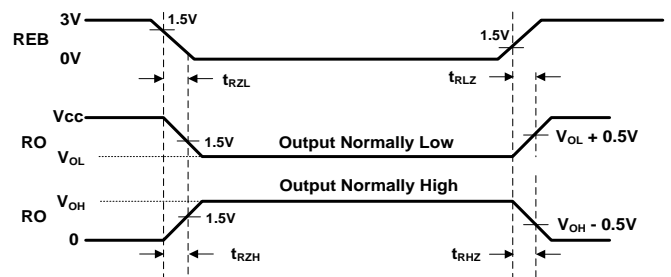 3V
1.5V
1.5V
REB
0V
tRZL
tRLZ
Vcc
RO
1.5V
Output Normally Low
VOL + 0.5V
VOL
Output Normally High
VOH
RO
1.5V
VOH - 0.5V
0
tRZH
tRHZ